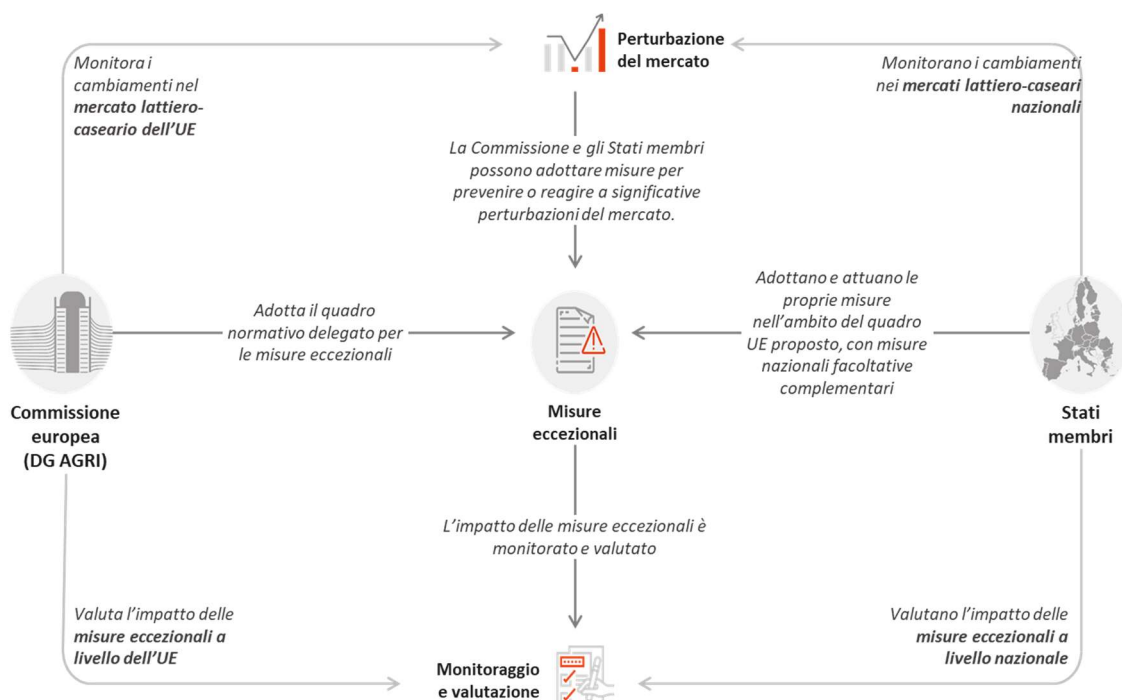 Perturbazione
del mercato
Monitora i
cambiamenti nel
mercato lattiero-
caseario dell’UE
Monitorano i cambiamenti
nei mercati lattiero-caseari
nazionali
La Commissione e gli Stati membri
possono adottare misure per
prevenire o reagire a significative
perturbazioni del mercato.
Adotta il quadro
normativo delegato per
le misure eccezionali
Adottano e attuano le
proprie misure
nell’ambito del quadro
UE proposto, con misure
nazionali facoltative
complementari
Commissione
europea
(DG AGRI)
Misure
eccezionali
Stati
membri
L’impatto delle misure eccezionali è
monitorato e valutato
Valuta l’impatto delle
misure eccezionali a
livello dell’UE
Valutano l’impatto delle
misure eccezionali a
livello nazionale
Monitoraggio
e valutazione